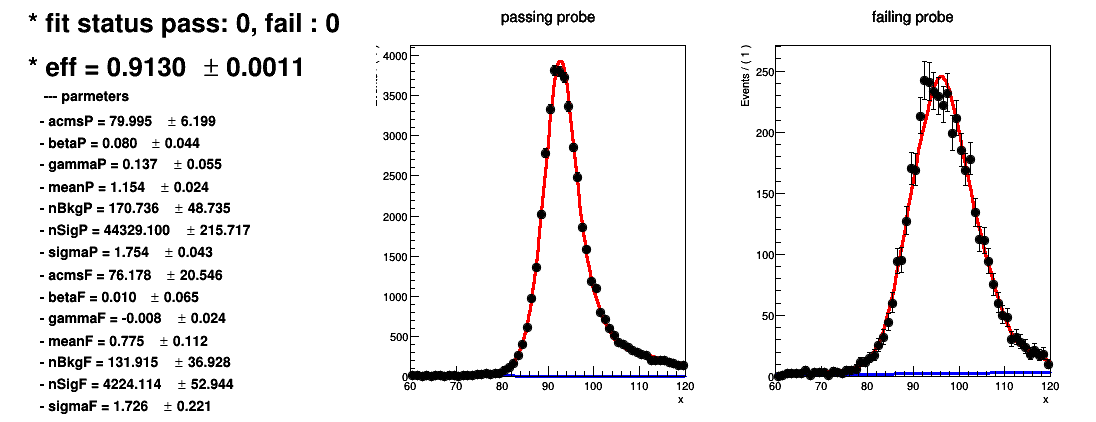 * fit status pass: 0, fail : 0
* eff = 0.9130 ± 0.0011
--- parmeters
- acmsP = 79.995 ± 6.199
- betaP = 0.080 ± 0.044
- gammaP = 0.137 ± 0.055
- meanP = 1.154 ± 0.024
- nBkgP = 170.736 ± 48.735
- nSigP = 44329.100 ± 215.717
- sigmaP = 1.754 ± 0.043
- acmsF = 76.178 ± 20.546
- betaF = 0.010 ± 0.065
- gammaF = -0.008 ± 0.024
- meanF = 0.775 ± 0.112
- nBkgF = 131.915 ± 36.928
- nSigF = 4224.114 ± 52.944
- sigmaF = 1.726 ± 0.221
passing probe
4000
3500
3000
2500
2000
1500
1000
500
0
60 70 80 90 100 110 120
x
failing probe
Events / ( 1 )
250
200
150
100
50
0
60 70 80 90 100 110 120
x